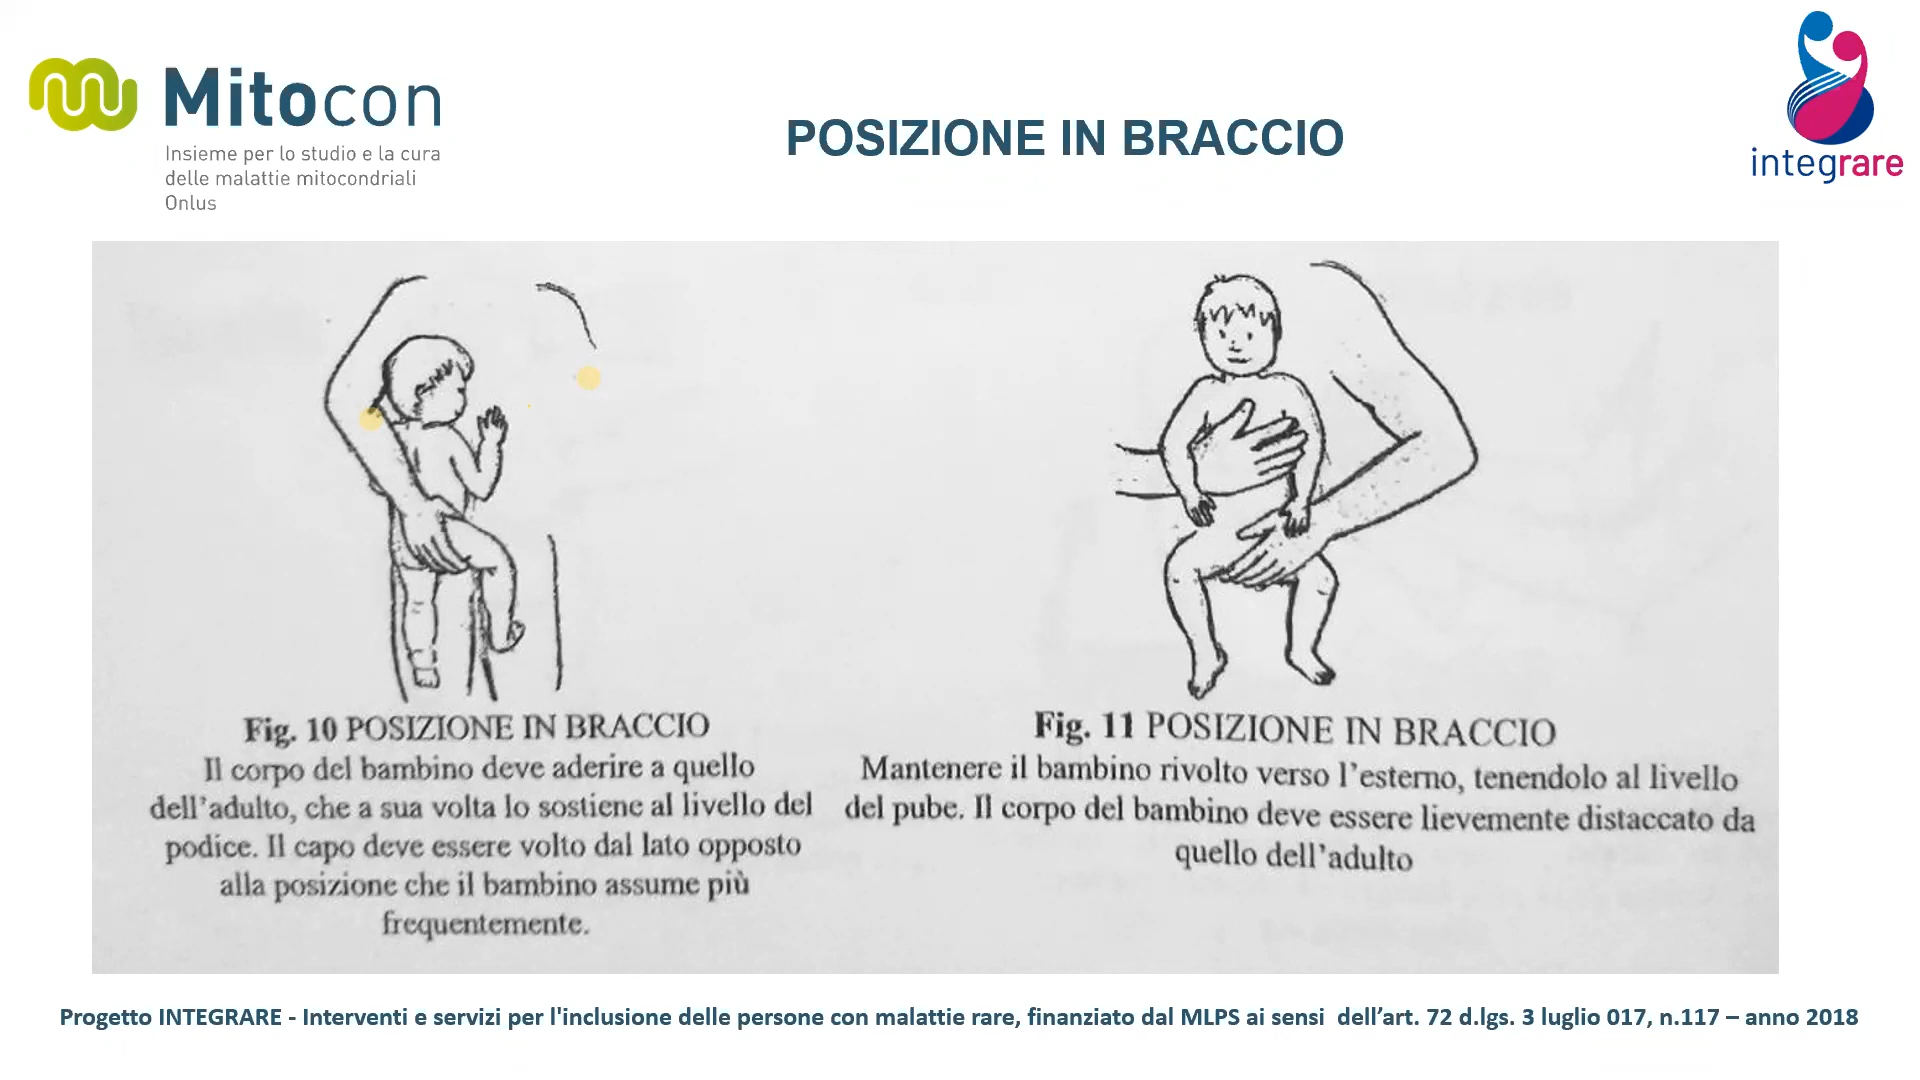 Mitocon
Insieme per lo studio e la cura
delle malattie mitocondriali
Onlus
POSIZIONE IN BRACCIO
integrare
Fig. 10 POSIZIONE IN BRACCIO
Il corpo del bambino deve aderire a quello
dell'adulto, che a sua volta lo sostiene al livello del
podice. Il capo deve essere volto dal lato opposto
alla posizione che il bambino assume più
frequentemente.
Fig. 11 POSIZIONE IN BRACCIO
Mantenere il bambino rivolto verso l'esterno, tenendolo al livello
del pube. Il corpo del bambino deve essere lievemente distaccato da
quello dell'adulto
Progetto INTEGRARE - Interventi e servizi per l'inclusione delle persone con malattie rare, finanziato dal MLPS ai sensi  dell’art. 72 d.lgs. 3 luglio 017, n.117 – anno 2018